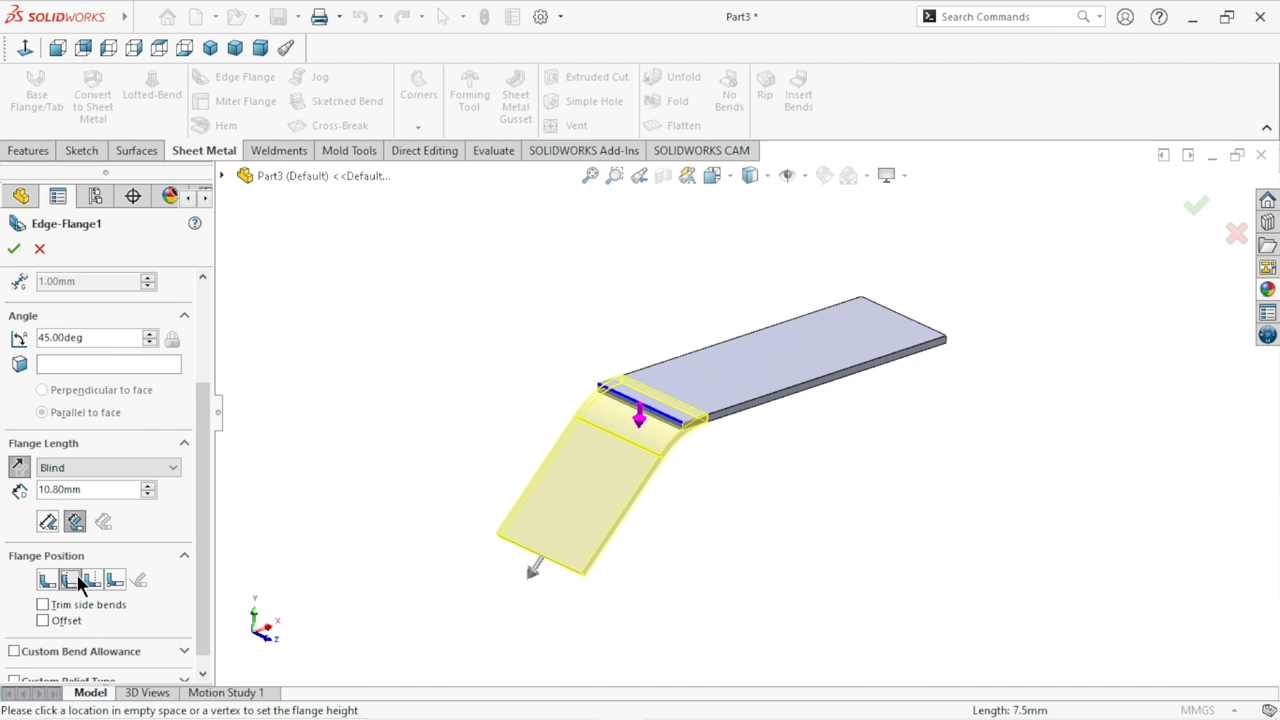 SOLIDWORKS
Part3 *
Search Commands
Base Flange/Tab
Convert to Sheet Metal
Lofted-Bend
Edge Flange
Miter Flange
Hem
Jog
Sketched Bend
Cross-Break
Corners
Forming Tool
Sheet Metal Gusset
Extruded Cut
Simple Hole
Vent
Unfold
Fold
Flatten
No Bends
Rip
Insert Bends
Features
Sketch
Surfaces
Sheet Metal
Weldments
Mold Tools
Direct Editing
Evaluate
SOLIDWORKS Add-Ins
SOLIDWORKS CAM
Part3 (Default) <<Default...
Edge-Flange1
1.00mm
Angle
45.00deg
Perpendicular to face
Parallel to face
Flange Length
Blind
10.80mm
Flange Position
Trim side bends
Offset
Custom Bend Allowance
Custom Relief Type
Y
X
Z
Model
3D Views
Motion Study 1
Please click a location in empty space or a vertex to set the flange height
Length: 7.5mm
MMGS